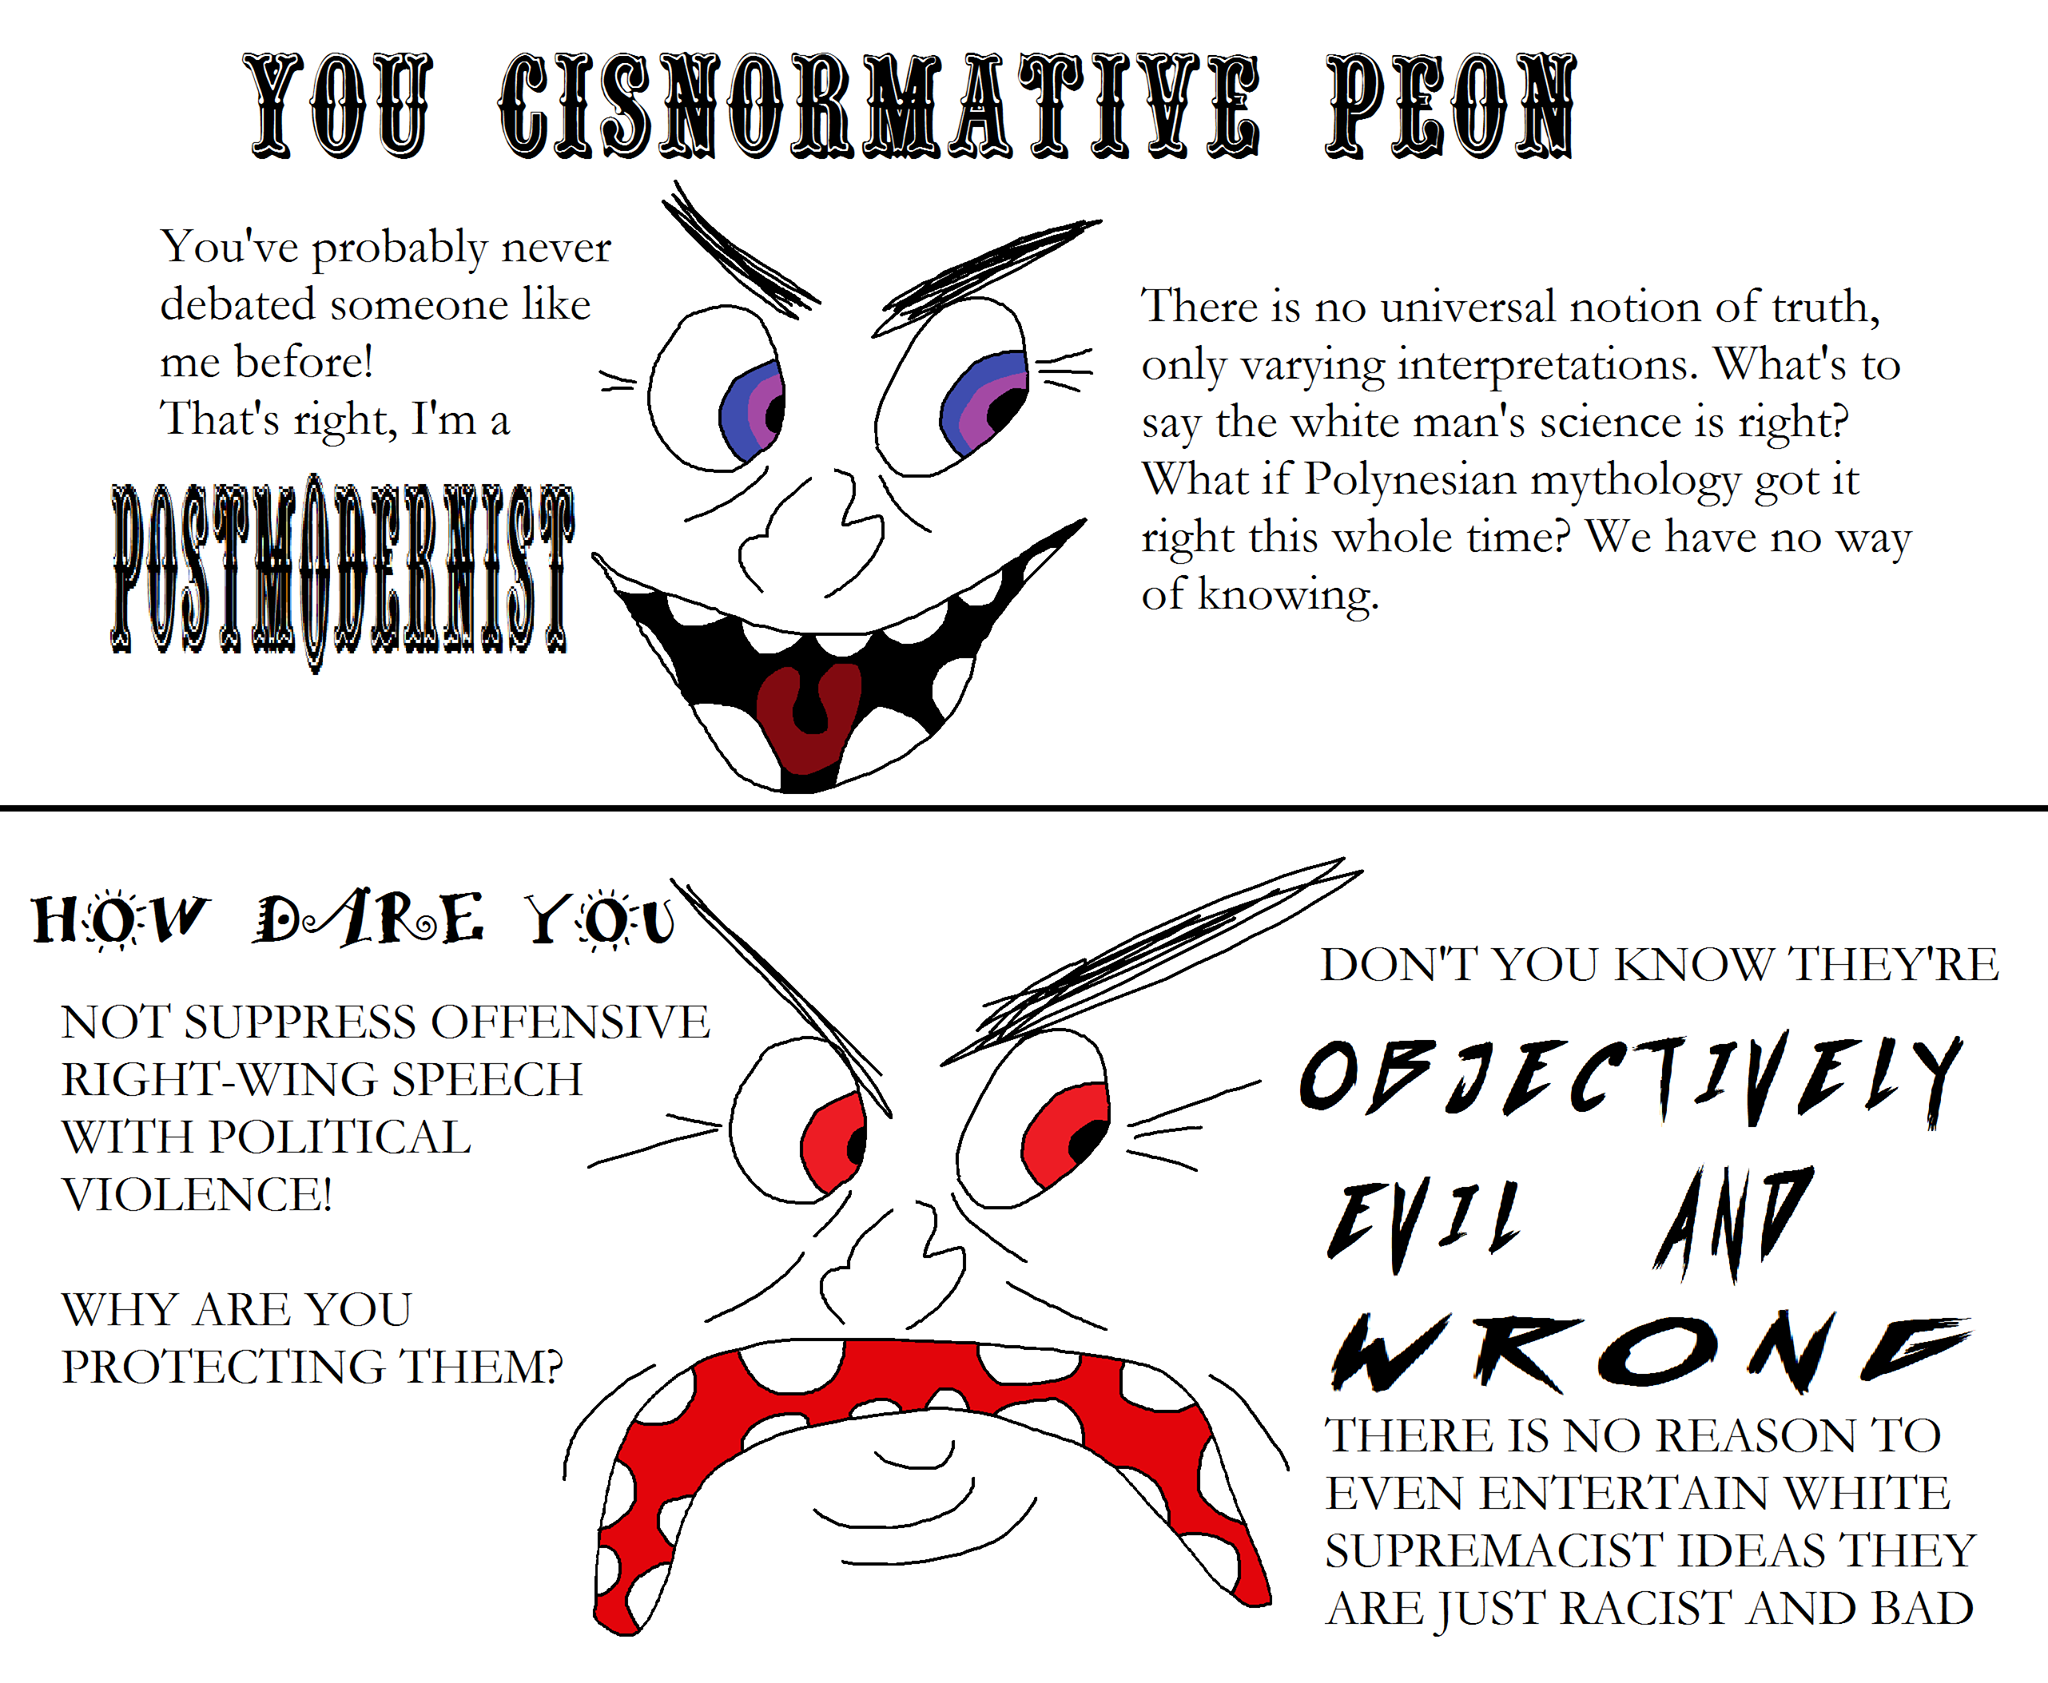 YOU CISNORMATIVE PEON
You've probably never
debated someone like
me before!
That's right, I'm a
POSTMODERNIST
There is no universal notion of truth,
only varying interpretations. What's to
say the white man's science is right?
What if Polynesian mythology got it
right this whole time? We have no way
of knowing.
HOW DARE YOU
NOT SUPPRESS OFFENSIVE
RIGHT-WING SPEECH
WITH POLITICAL
VIOLENCE!
WHY ARE YOU
PROTECTING THEM?
DON'T YOU KNOW THEY'RE
OBJECTIVELY
EVIL AND
WRONG
THERE IS NO REASON TO
EVEN ENTERTAIN WHITE
SUPREMACIST IDEAS THEY
ARE JUST RACIST AND BAD